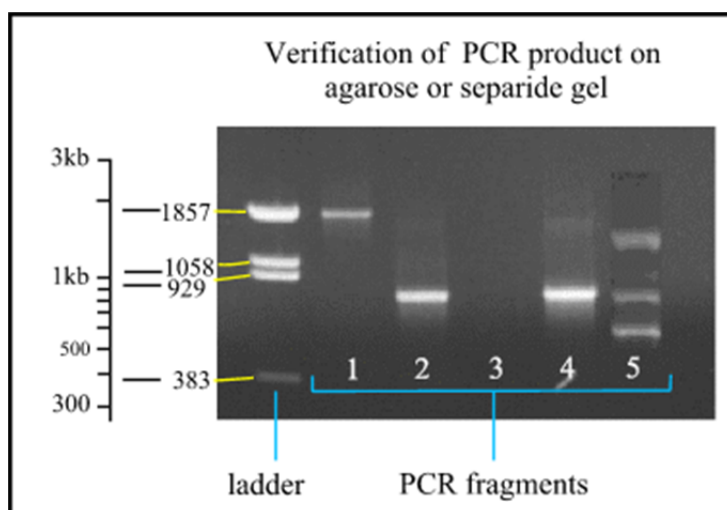 Verification of PCR product on
agarose or separide gel
3kb
1857
1058
1kb
929
500
383
300
1 2 3 4 5
ladder
PCR fragments